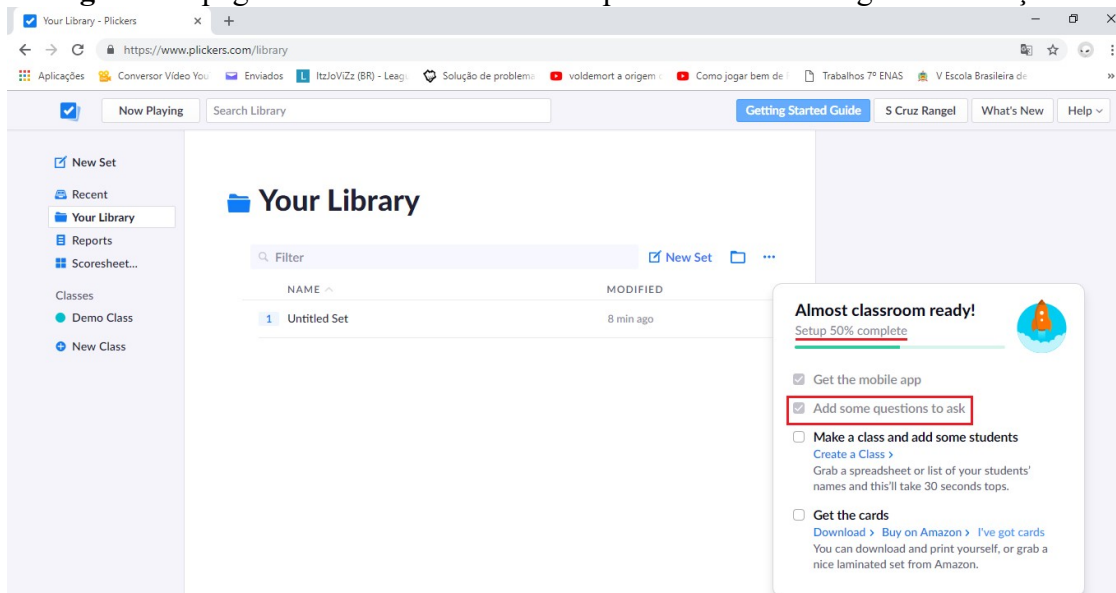 Your Library - Plickers
https://www.plickers.com/library
Aplicações Conversor Vídeo You Enviados ItzJoViZz (BR) - Leagu Solução de problema voldemort a origem Como jogar bem de Trabalhos 7º ENAS V Escola Brasileira de »
Now Playing Search Library Getting Started Guide S Cruz Rangel What's New Help
New Set
Recent
Your Library
Reports
Scoresheet...
Classes
Demo Class
New Class
Your Library
Filter New Set
NAME MODIFIED
1 Untitled Set 8 min ago
Almost classroom ready!
Setup 50% complete
Get the mobile app
Add some questions to ask
Make a class and add some students
Create a Class >
Grab a spreadsheet or list of your students'
names and this'll take 30 seconds tops.
Get the cards
Download > Buy on Amazon > I've got cards
You can download and print yourself, or grab a
nice laminated set from Amazon.